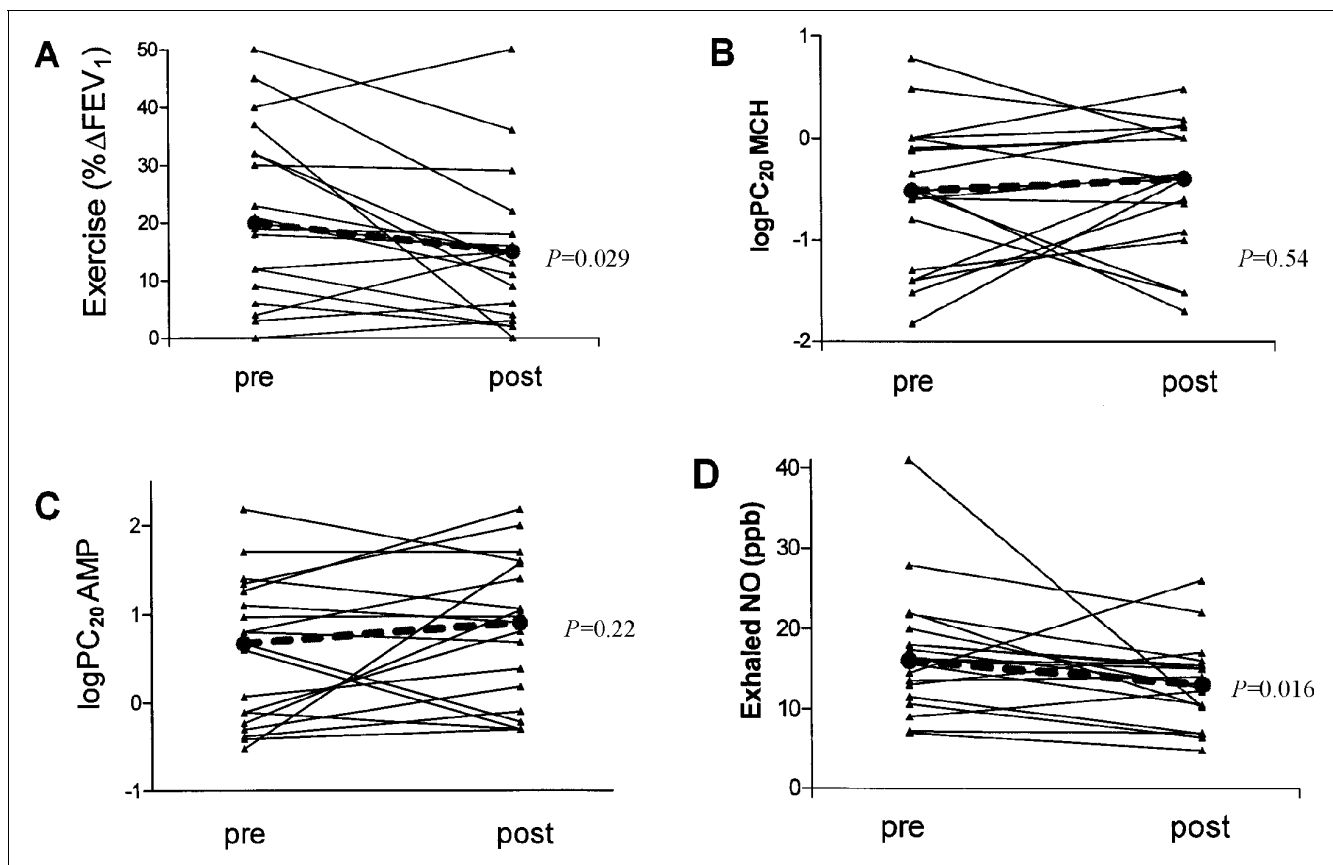 A
Exercise (%ΔFEV₁)
50
40
30
20
10
0
P=0.029
pre
post
B
logPC₂₀ MCH
1
0
-1
-2
P=0.54
pre
post
C
logPC₂₀ AMP
2
1
0
-1
P=0.22
pre
post
D
Exhaled NO (ppb)
40
30
20
10
0
P=0.016
pre
post